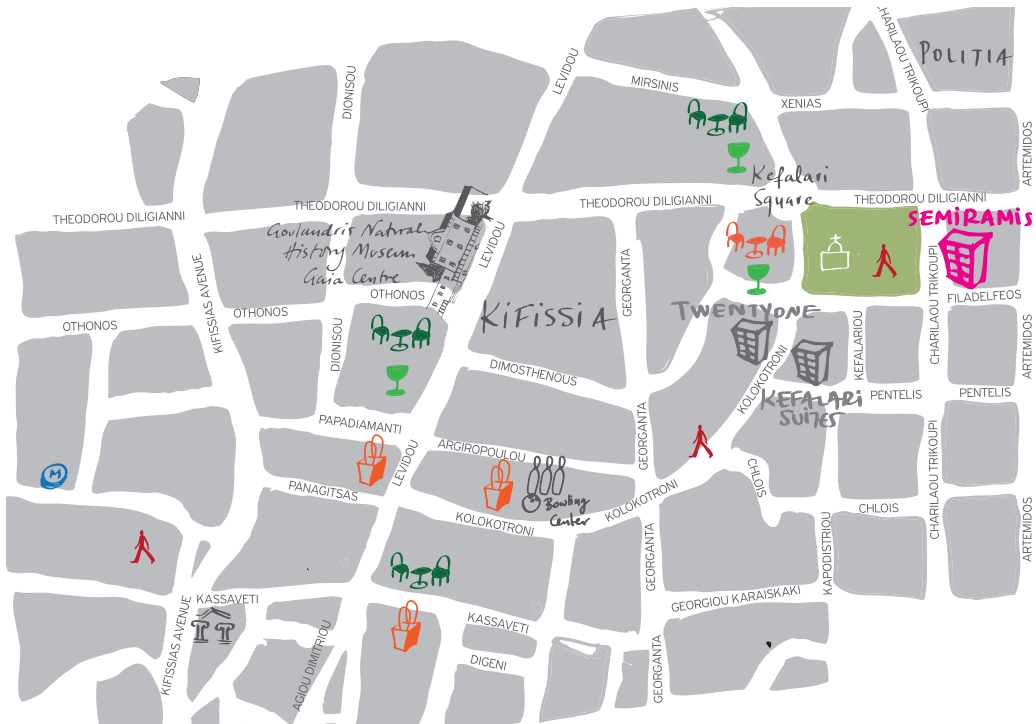 CHARILAOU TRIKOUPI
POLITIA
LEVIDOU
MIRSINIS
DIONISOU
XENIAS
ARTEMIDOS
Kefalari
Square
THEODOROU DILIGIANNI
THEODOROU DILIGIANNI
THEODOROU DILIGIANNI
THEODOROU DILIGIANNI
SEMIRAMIS
Goulandris Natural
History Museum
Gaia Centre
LEVIDOU
KIFISSIAS AVENUE
GEORGANTA
CHARILAOU TRIKOUPI
OTHONOS
OTHONOS
OTHONOS
FILADELFEOS
KIFISSIA
TWENTYONE
DIONISOU
KEFALARIOU
ARTEMIDOS
DIMOSTHENOUS
KOLOKOTRONI
KEFALARI
SUITES
PENTELIS
PENTELIS
PAPADIAMANTI
ARGIROPOULOU
GEORGANTA
LEVIDOU
CHARILAOU TRIKOUPI
M
PANAGITSAS
CHLOIS
Bowling
Center
KOLOKOTRONI
KOLOKOTRONI
CHLOIS
ARTEMIDOS
GEORGANTA
KAPODISTRIOU
KASSAVETI
GEORGIOU KARAISKAKI
KASSAVETI
KIFISSIAS AVENUE
AGIOU DIMITRIOU
DIGENI
GEORGANTA